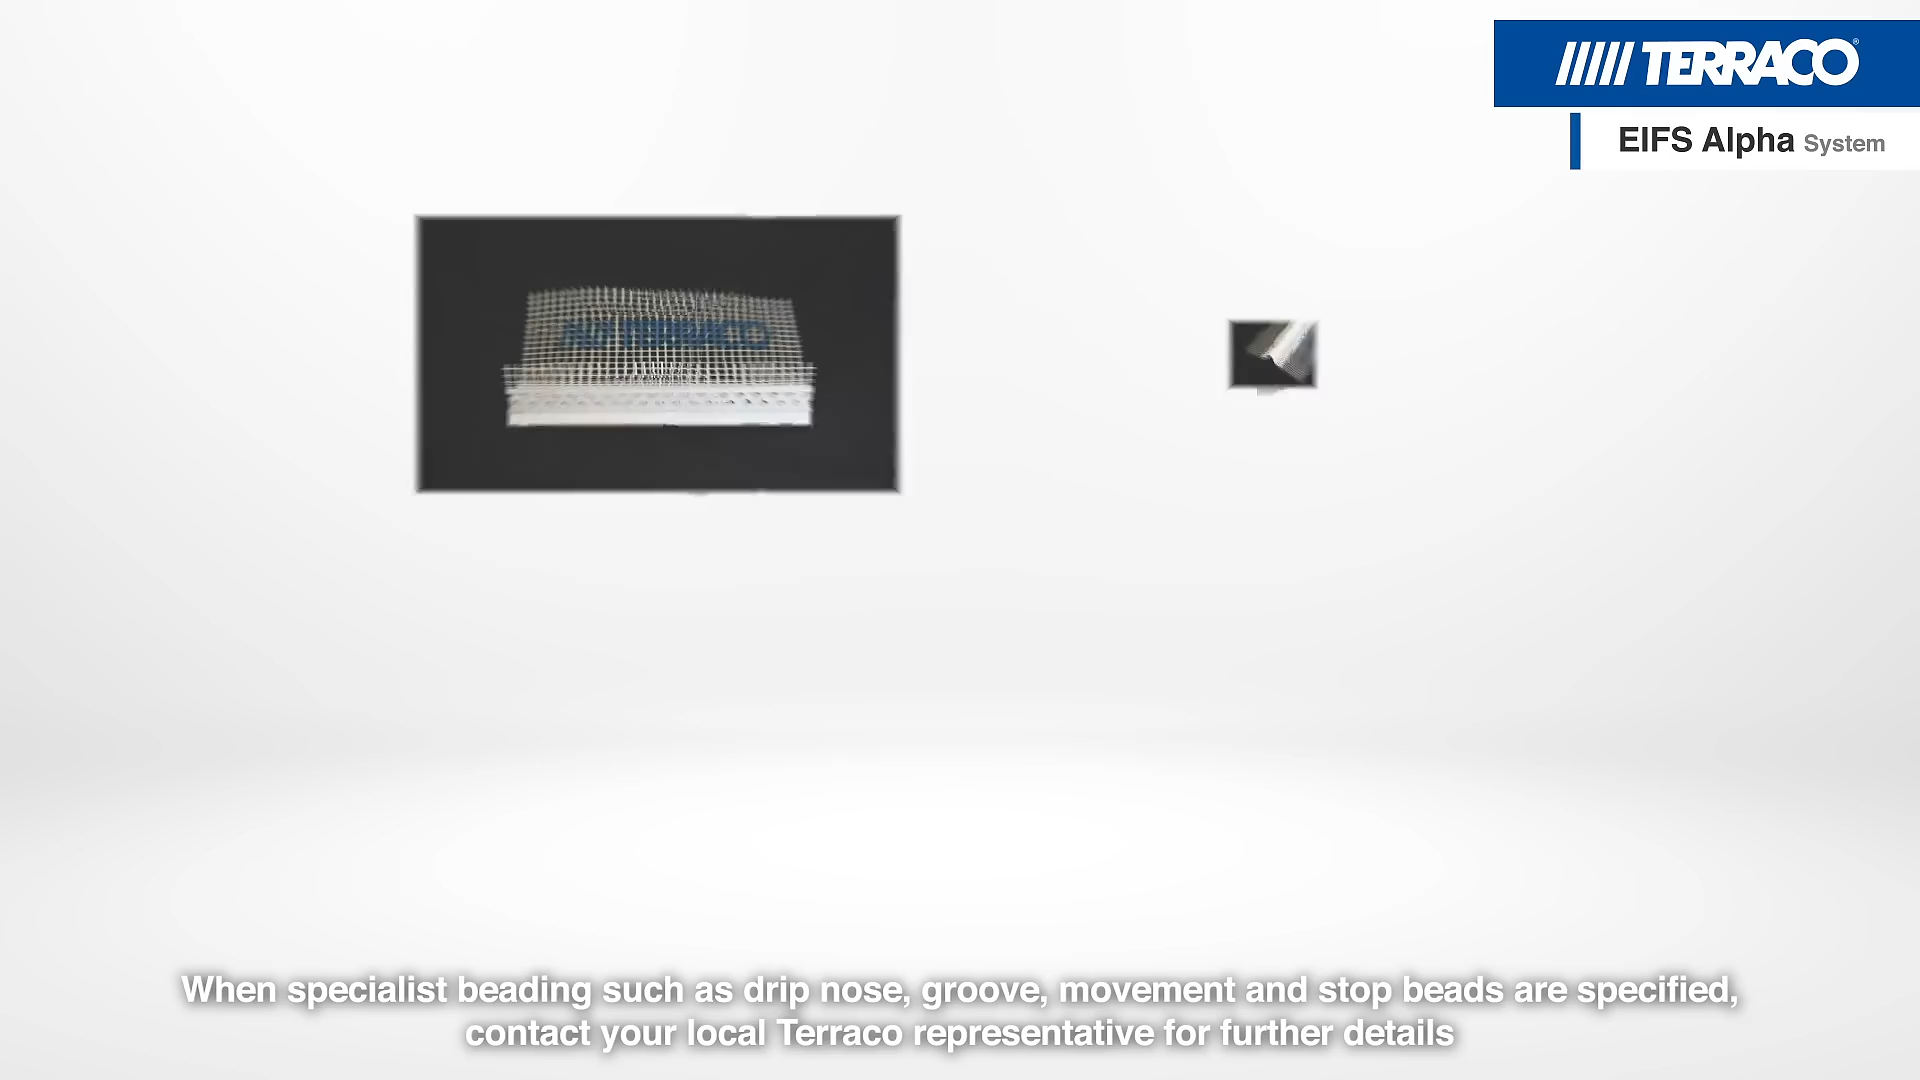 TERRACO®
EIFS Alpha System
TERRACO
When specialist beading such as drip nose, groove, movement and stop beads are specified,
contact your local Terraco representative for further details